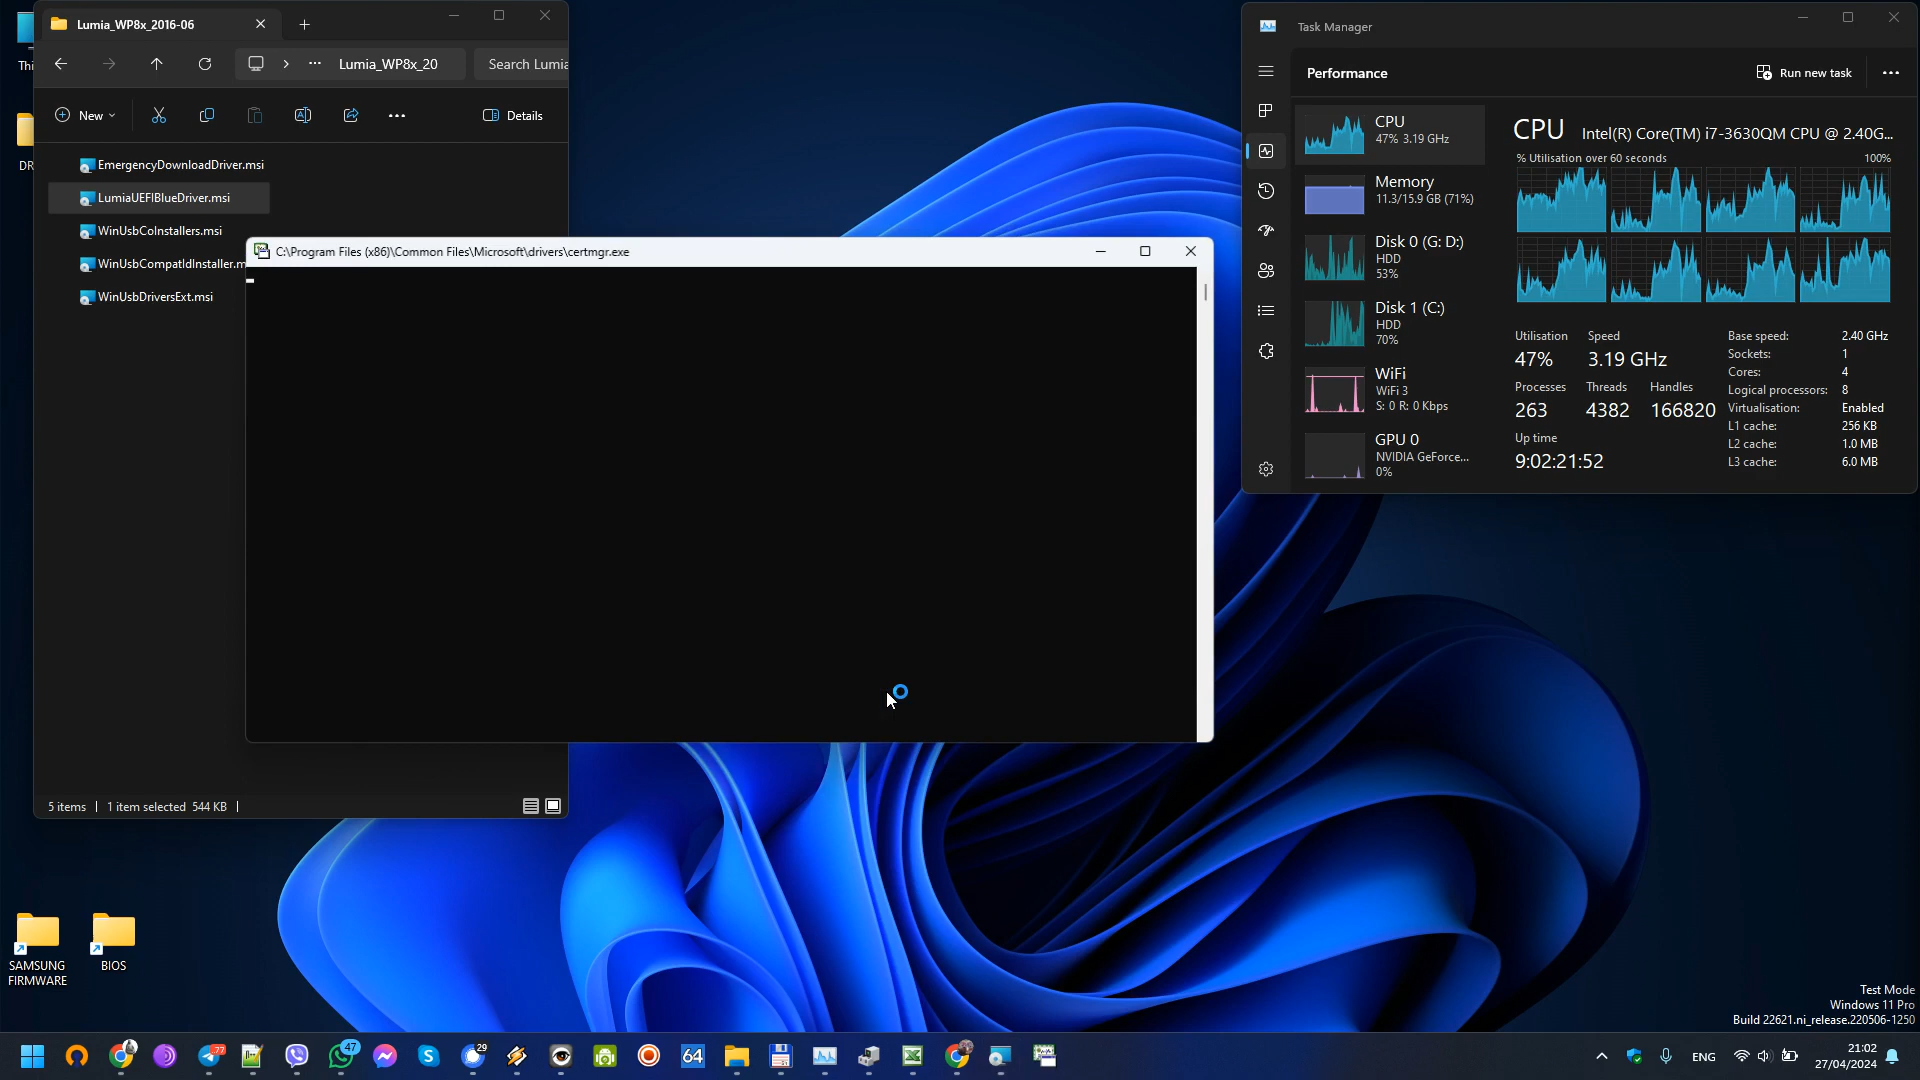 Lumia_WP8x_2016-06
Lumia_WP8x_20
Search Lumia
New
Details
EmergencyDownloadDriver.msi
LumiaUEFIBlueDriver.msi
WinUsbCoInstallers.msi
WinUsbCompatIdInstaller.m
WinUsbDriversExt.msi
5 items
1 item selected 544 KB
C:\Program Files (x86)\Common Files\Microsoft\drivers\certmgr.exe
Task Manager
Performance
Run new task
CPU
47% 3.19 GHz
Memory
11.3/15.9 GB (71%)
Disk 0 (G: D:)
HDD
53%
Disk 1 (C:)
HDD
70%
WiFi
WiFi 3
S: 0 R: 0 Kbps
GPU 0
NVIDIA GeForce...
0%
CPU
Intel(R) Core(TM) i7-3630QM CPU @ 2.40G...
% Utilisation over 60 seconds
100%
Utilisation
Speed
47%
3.19 GHz
Processes
Threads
Handles
263
4382
166820
Up time
9:02:21:52
Base speed: 2.40 GHz
Sockets: 1
Cores: 4
Logical processors: 8
Virtualisation: Enabled
L1 cache: 256 KB
L2 cache: 1.0 MB
L3 cache: 6.0 MB
Thi
DR
SAMSUNG
FIRMWARE
BIOS
Test Mode
Windows 11 Pro
Build 22621.ni_release.220506-1250
77
47
29
64
ENG
21:02
27/04/2024